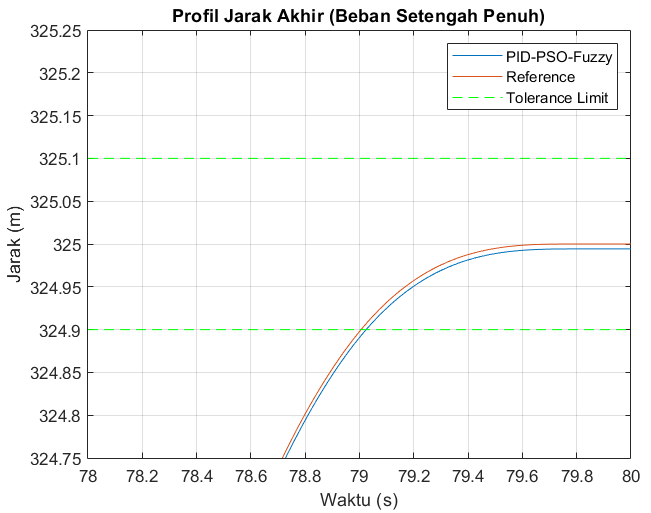 Profil Jarak Akhir (Beban Setengah Penuh)
325.25
325.2
325.15
325.1
325.05
325
324.95
324.9
324.85
324.8
324.75
Jarak (m)
PID-PSO-Fuzzy
Reference
Tolerance Limit
78 78.2 78.4 78.6 78.8 79 79.2 79.4 79.6 79.8 80
Waktu (s)